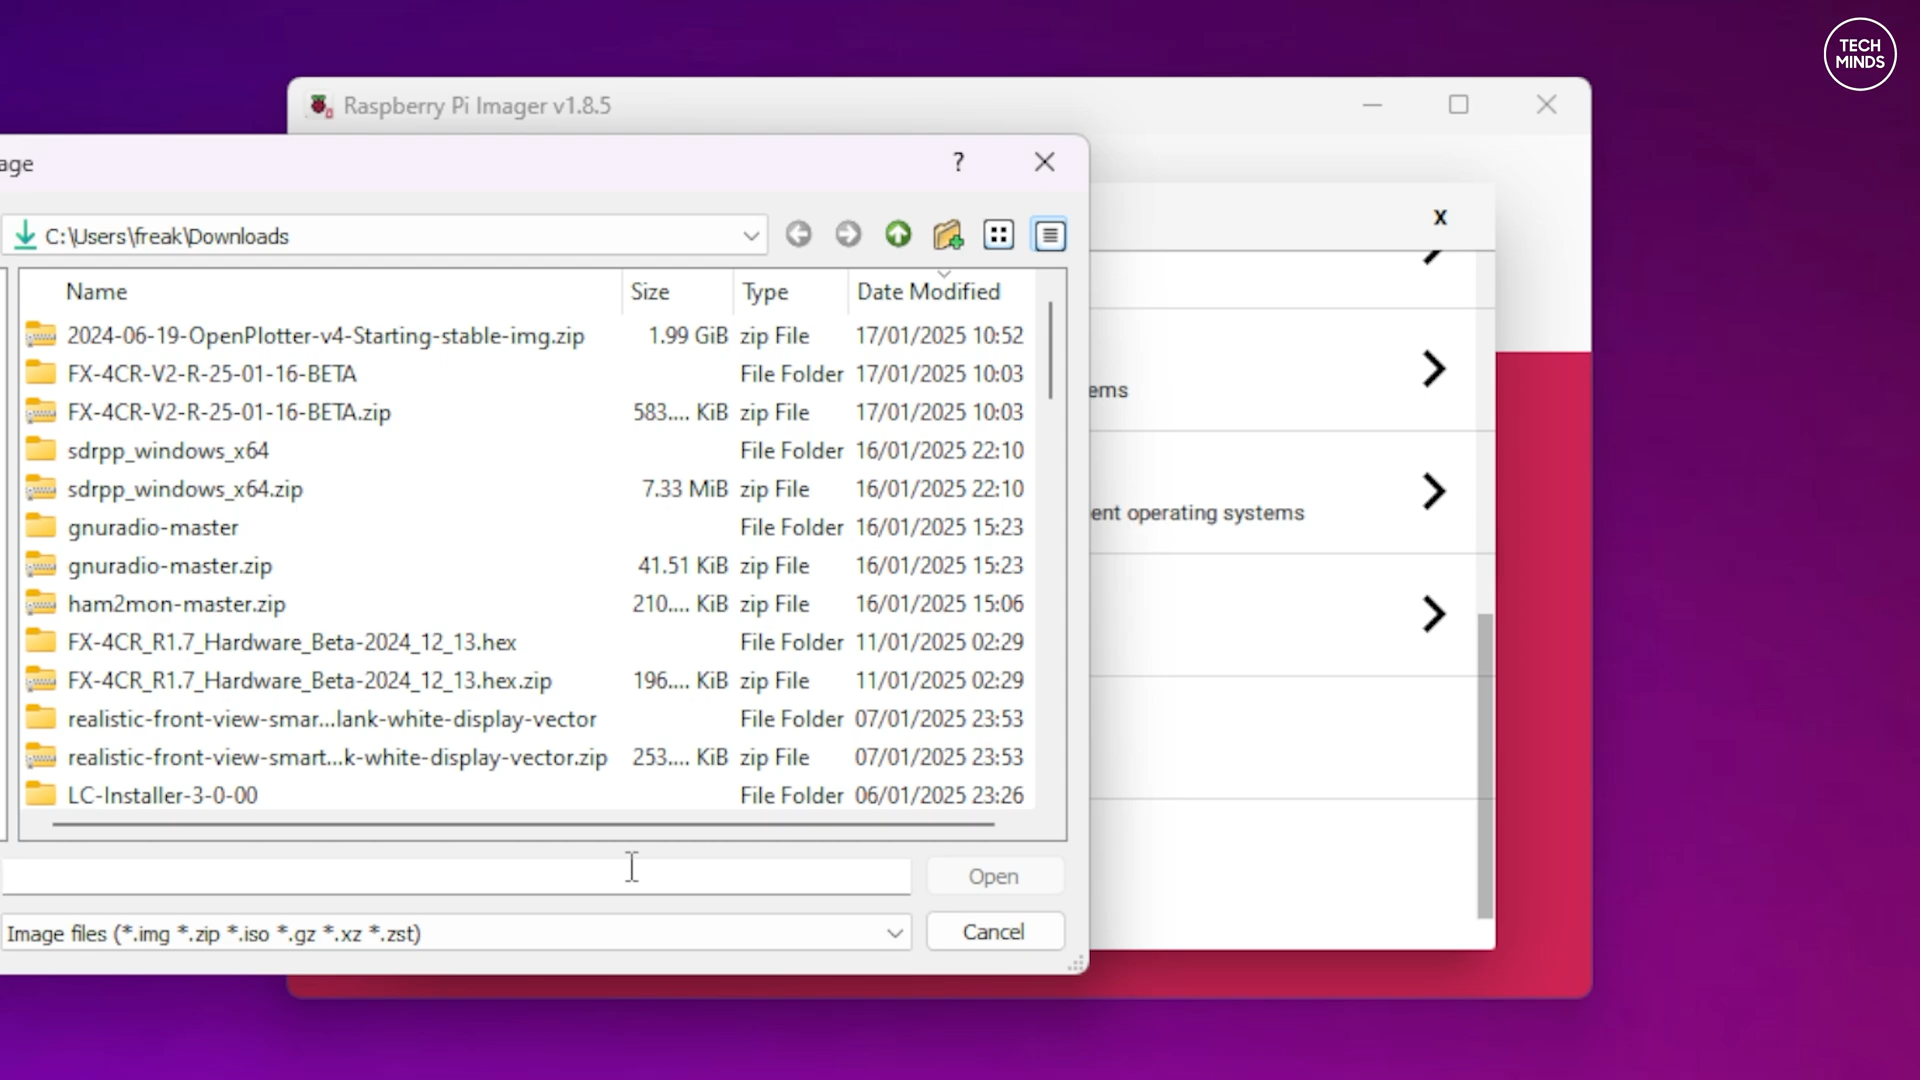 TECH
MINDS
Raspberry Pi Imager v1.8.5
age
?
C:\Users\freak\Downloads
X
Name Size Type Date Modified
2024-06-19-OpenPlotter-v4-Starting-stable-img.zip 1.99 GiB zip File 17/01/2025 10:52
FX-4CR-V2-R-25-01-16-BETA File Folder 17/01/2025 10:03
FX-4CR-V2-R-25-01-16-BETA.zip 583.... KiB zip File 17/01/2025 10:03
sdrpp_windows_x64 File Folder 16/01/2025 22:10
sdrpp_windows_x64.zip 7.33 MiB zip File 16/01/2025 22:10
gnuradio-master File Folder 16/01/2025 15:23
gnuradio-master.zip 41.51 KiB zip File 16/01/2025 15:23
ham2mon-master.zip 210.... KiB zip File 16/01/2025 15:06
FX-4CR_R1.7_Hardware_Beta-2024_12_13.hex File Folder 11/01/2025 02:29
FX-4CR_R1.7_Hardware_Beta-2024_12_13.hex.zip 196.... KiB zip File 11/01/2025 02:29
realistic-front-view-smar...lank-white-display-vector File Folder 07/01/2025 23:53
realistic-front-view-smart...k-white-display-vector.zip 253.... KiB zip File 07/01/2025 23:53
LC-Installer-3-0-00 File Folder 06/01/2025 23:26
ems
ent operating systems
Open
Image files (*.img *.zip *.iso *.gz *.xz *.zst)
Cancel